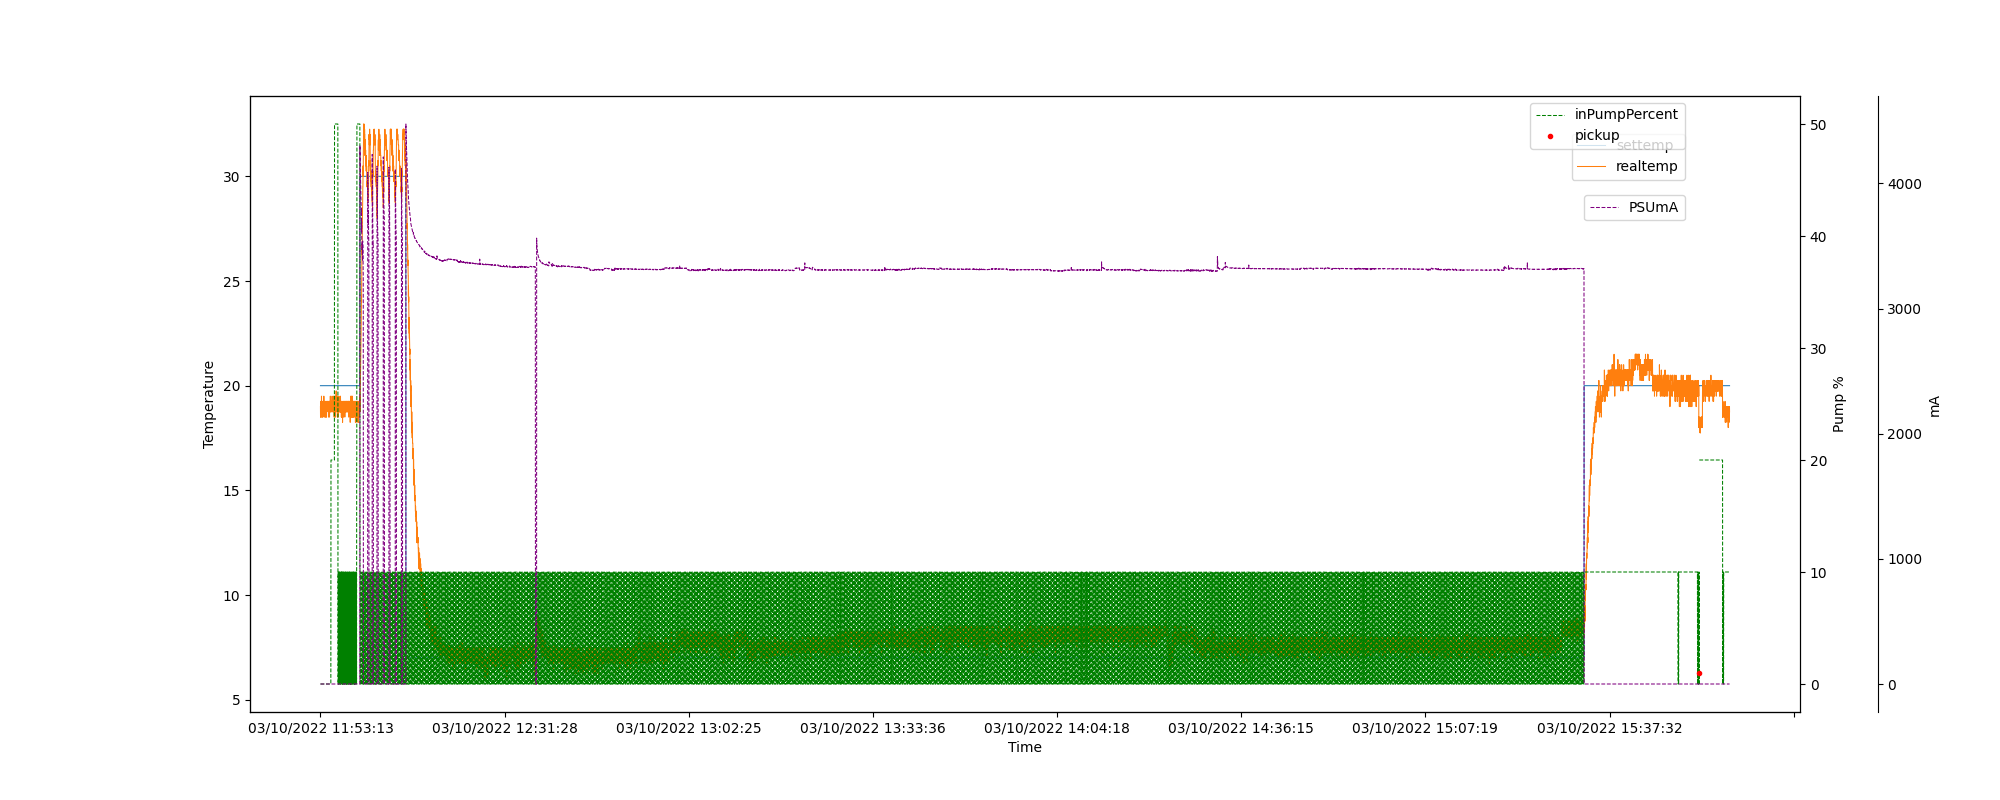 inPumpPercent
pickup
settemp
realtemp
PSUmA
30
25
20
15
10
5
Temperature
50
40
30
20
10
0
Pump %
4000
3000
2000
1000
0
mA
03/10/2022 11:53:13
03/10/2022 12:31:28
03/10/2022 13:02:25
03/10/2022 13:33:36
03/10/2022 14:04:18
03/10/2022 14:36:15
03/10/2022 15:07:19
03/10/2022 15:37:32
Time